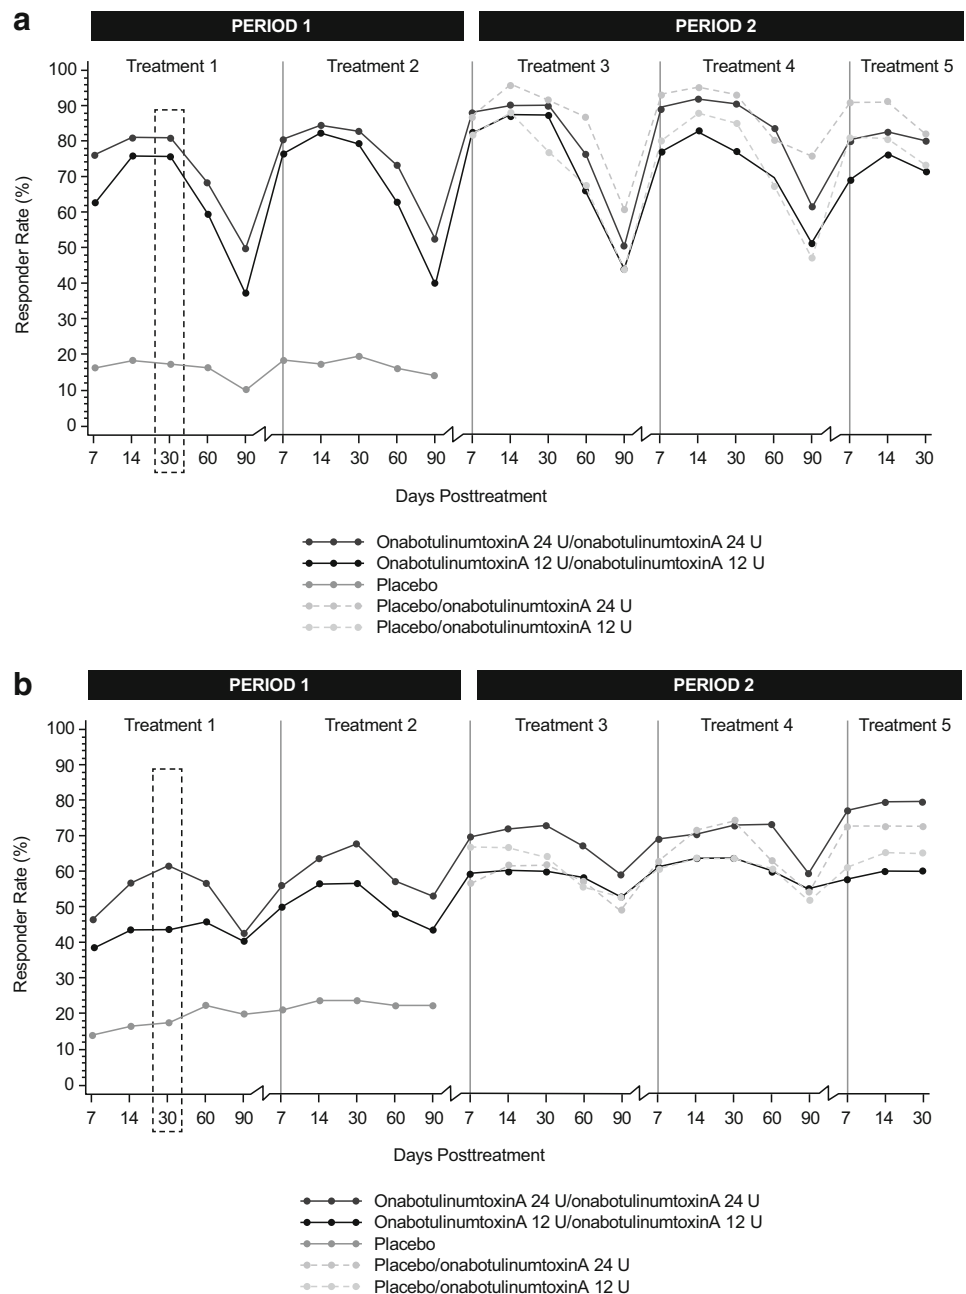 a
PERIOD 1 PERIOD 2
Treatment 1 Treatment 2 Treatment 3 Treatment 4 Treatment 5
Responder Rate (%)
100
90
80
70
60
50
40
30
20
10
0
7 14 30 60 90 7 14 30 60 90 7 14 30 60 90 7 14 30 60 90 7 14 30
Days Posttreatment
OnabotulinumtoxinA 24 U/onabotulinumtoxinA 24 U
OnabotulinumtoxinA 12 U/onabotulinumtoxinA 12 U
Placebo
Placebo/onabotulinumtoxinA 24 U
Placebo/onabotulinumtoxinA 12 U
b
PERIOD 1 PERIOD 2
Treatment 1 Treatment 2 Treatment 3 Treatment 4 Treatment 5
Responder Rate (%)
100
90
80
70
60
50
40
30
20
10
0
7 14 30 60 90 7 14 30 60 90 7 14 30 60 90 7 14 30 60 90 7 14 30
Days Posttreatment
OnabotulinumtoxinA 24 U/onabotulinumtoxinA 24 U
OnabotulinumtoxinA 12 U/onabotulinumtoxinA 12 U
Placebo
Placebo/onabotulinumtoxinA 24 U
Placebo/onabotulinumtoxinA 12 U